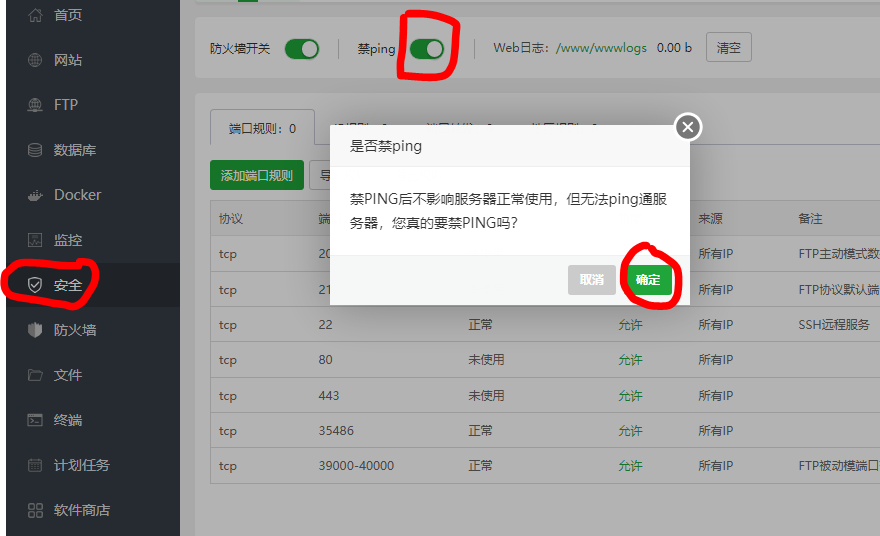 首页
网站
FTP
数据库
Docker
监控
安全
防火墙
文件
终端
计划任务
软件商店
防火墙开关 禁ping Web日志：/www/wwwlogs 0.00 b 清空
端口规则：0
添加端口规则 导
是否禁ping
禁PING后不影响服务器正常使用，但无法ping通服
务器，您真的要禁PING吗?
取消 确定
协议 端 来源 备注
tcp 20 所有IP FTP主动模式数
tcp 21 所有IP FTP协议默认端
tcp 22 正常 允许 所有IP SSH远程服务
tcp 80 未使用 允许 所有IP
tcp 443 未使用 允许 所有IP
tcp 35486 正常 允许 所有IP
tcp 39000-40000 正常 允许 所有IP FTP被动模端口